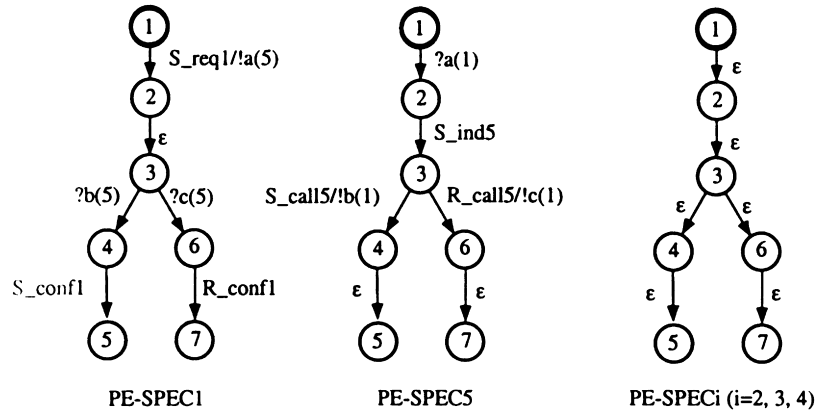 1 1 1
S_req1/!a(5) ?a(1) ε
2 2 2
ε S_ind5 ε
3 3 3
?b(5) ?c(5) S_call5/!b(1) R_call5/!c(1) ε ε
4 6 4 6 4 6
S_conf1 R_conf1 ε ε ε ε
5 7 5 7 5 7
PE-SPEC1 PE-SPEC5 PE-SPECi (i=2, 3, 4)